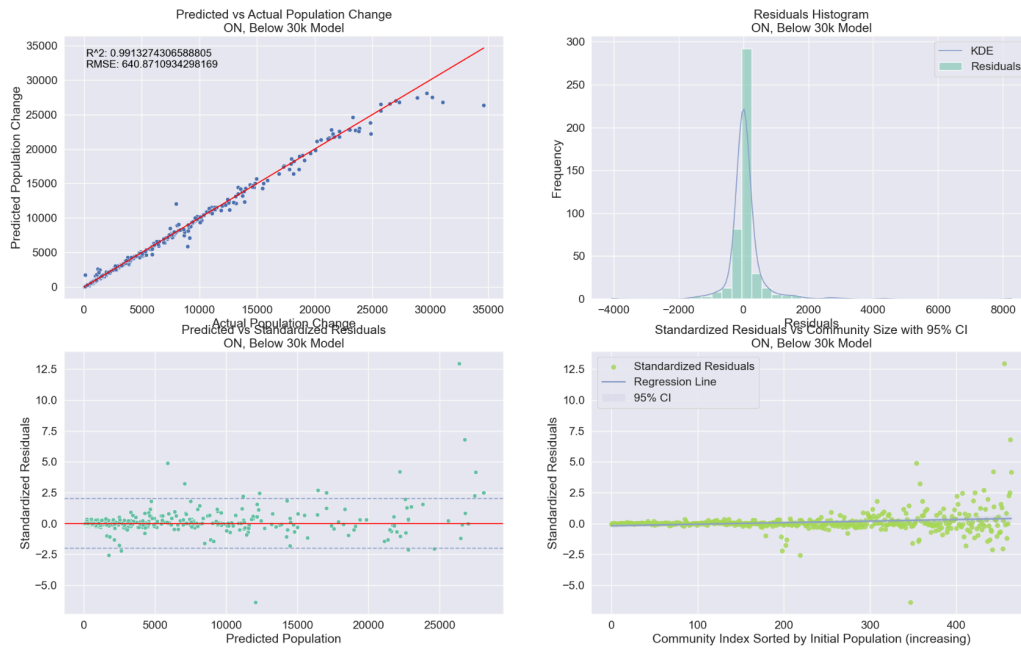 Predicted vs Actual Population Change
ON, Below 30k Model
R^2: 0.9913274306588805
RMSE: 640.8710934298169
35000
30000
25000
20000
15000
10000
5000
0
Predicted Population Change
0
5000
10000
15000
20000
25000
30000
35000
Actual Population Change
Residuals Histogram
ON, Below 30k Model
KDE
Residuals
300
250
200
150
100
50
0
Frequency
−4000
−2000
0
2000
4000
6000
8000
Residuals
Predicted vs Standardized Residuals
ON, Below 30k Model
12.5
10.0
7.5
5.0
2.5
0.0
−2.5
−5.0
Standardized Residuals
0
5000
10000
15000
20000
25000
Predicted Population
Standardized Residuals vs Community Size with 95% CI
ON, Below 30k Model
Standardized Residuals
Regression Line
95% CI
12.5
10.0
7.5
5.0
2.5
0.0
−2.5
−5.0
Standardized Residuals
0
100
200
300
400
Community Index Sorted by Initial Population (increasing)